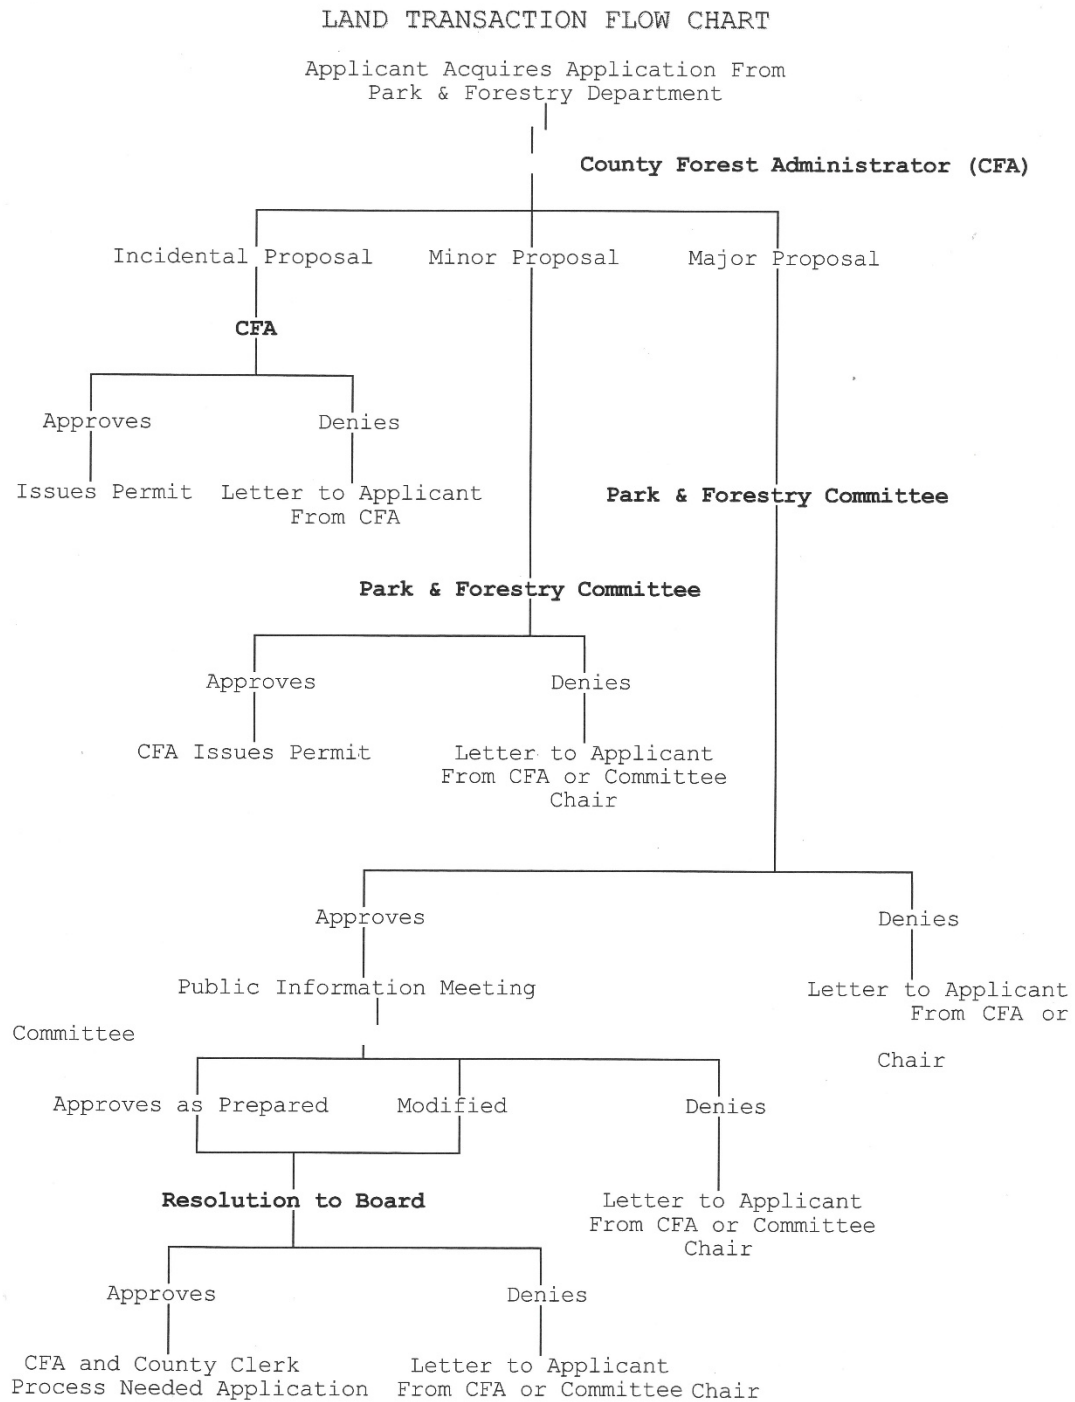 LAND TRANSACTION FLOW CHART
Applicant Acquires Application From
Park & Forestry Department
County Forest Administrator (CFA)
Incidental Proposal
Minor Proposal
Major Proposal
CFA
Approves
Denies
Issues Permit
Letter to Applicant
From CFA
Park & Forestry Committee
Park & Forestry Committee
Approves
Denies
CFA Issues Permit
Letter to Applicant
From CFA or Committee
Chair
Approves
Denies
Public Information Meeting
Letter to Applicant
From CFA or
Committee
Chair
Approves as Prepared
Modified
Denies
Resolution to Board
Letter to Applicant
From CFA or Committee
Chair
Approves
Denies
CFA and County Clerk
Process Needed Application
Letter to Applicant
From CFA or Committee Chair